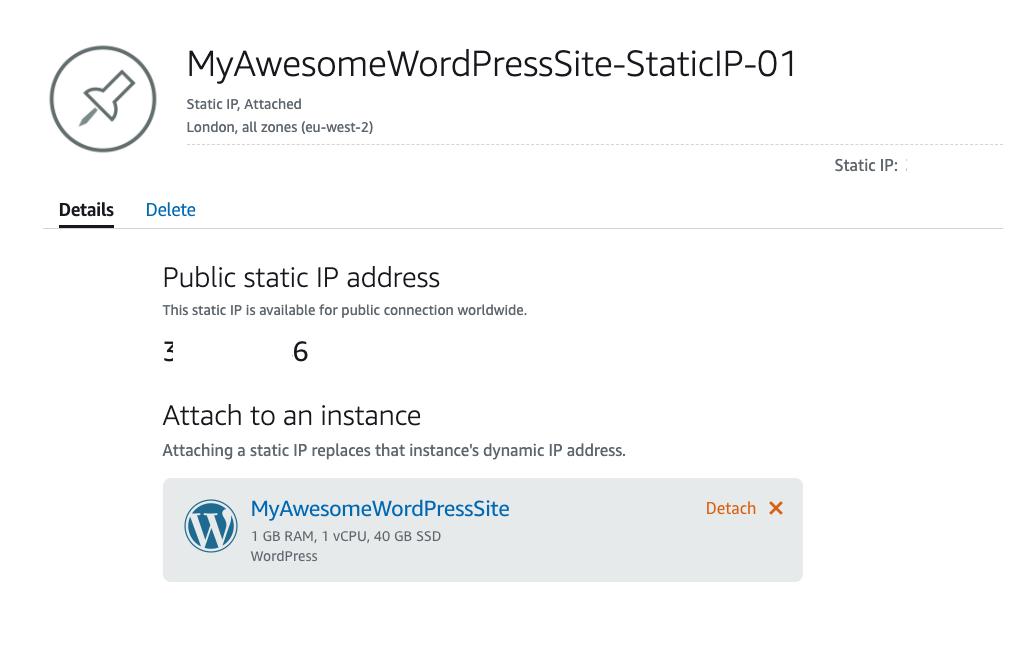 MyAwesomeWordPressSite-StaticIP-01
Static IP, Attached
London, all zones (eu-west-2)
Static IP:
Details Delete
Public static IP address
This static IP is available for public connection worldwide.
3 6
Attach to an instance
Attaching a static IP replaces that instance's dynamic IP address.
MyAwesomeWordPressSite Detach
1 GB RAM, 1 vCPU, 40 GB SSD
WordPress